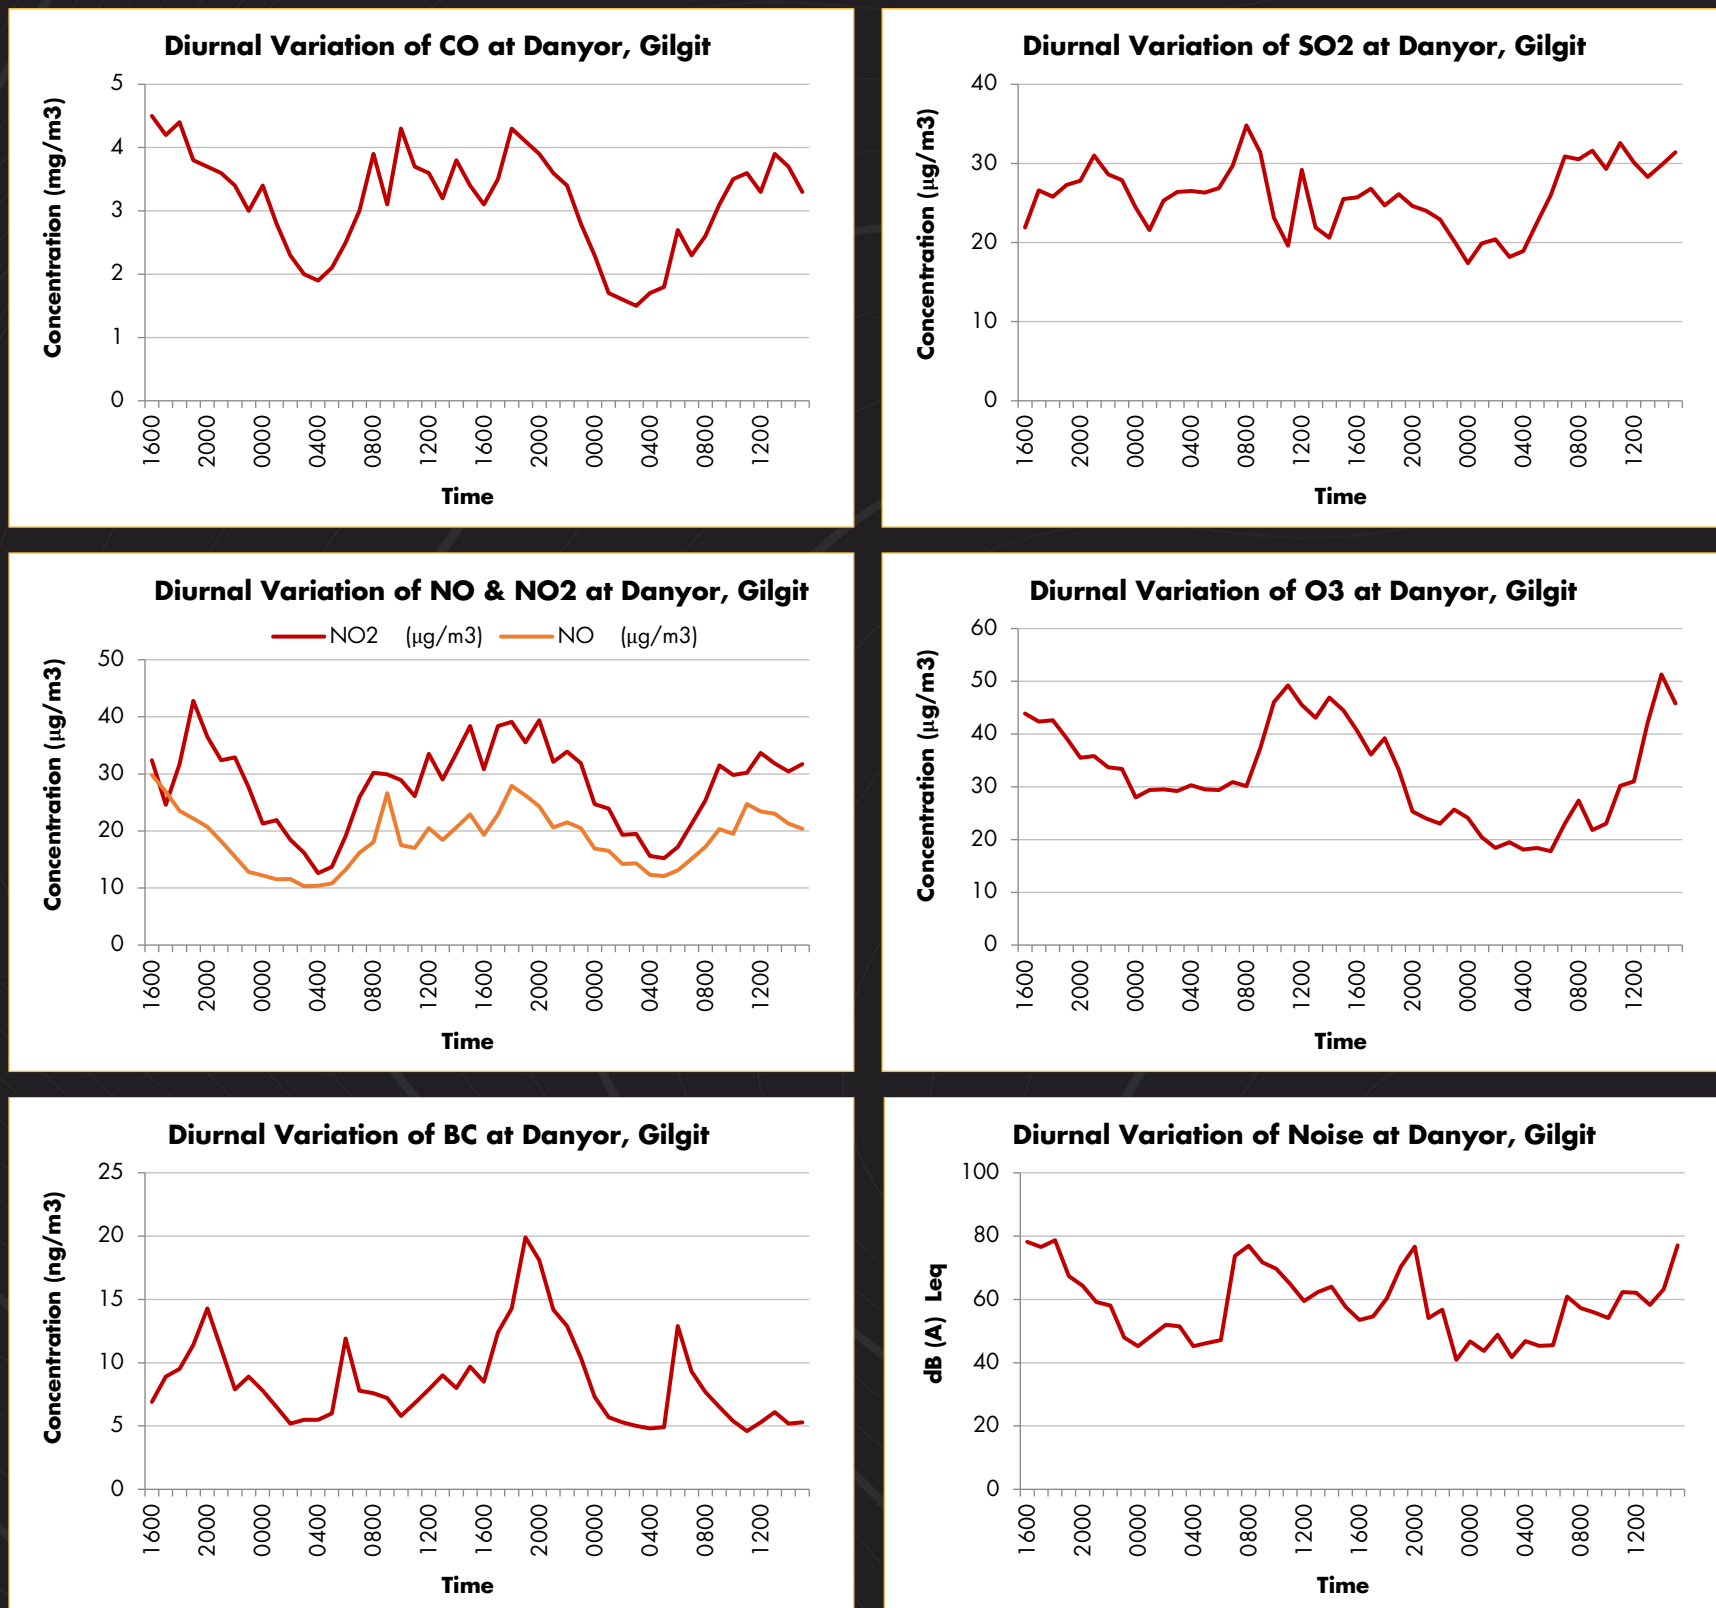 Diurnal Variation of CO at Danyor, Gilgit
Concentration (mg/m3)
5
4
3
2
1
0
1600 2000 0000 0400 0800 1200 1600 2000 0000 0400 0800 1200
Time
Diurnal Variation of SO2 at Danyor, Gilgit
Concentration (µg/m3)
40
30
20
10
0
1600 2000 0000 0400 0800 1200 1600 2000 0000 0400 0800 1200
Time
Diurnal Variation of NO & NO2 at Danyor, Gilgit
NO2 (µg/m3) NO (µg/m3)
Concentration (µg/m3)
50
40
30
20
10
0
1600 2000 0000 0400 0800 1200 1600 2000 0000 0400 0800 1200
Time
Diurnal Variation of O3 at Danyor, Gilgit
Concentration (µg/m3)
60
50
40
30
20
10
0
1600 2000 0000 0400 0800 1200 1600 2000 0000 0400 0800 1200
Time
Diurnal Variation of BC at Danyor, Gilgit
Concentration (ng/m3)
25
20
15
10
5
0
1600 2000 0000 0400 0800 1200 1600 2000 0000 0400 0800 1200
Time
Diurnal Variation of Noise at Danyor, Gilgit
dB (A) Leq
100
80
60
40
20
0
1600 2000 0000 0400 0800 1200 1600 2000 0000 0400 0800 1200
Time